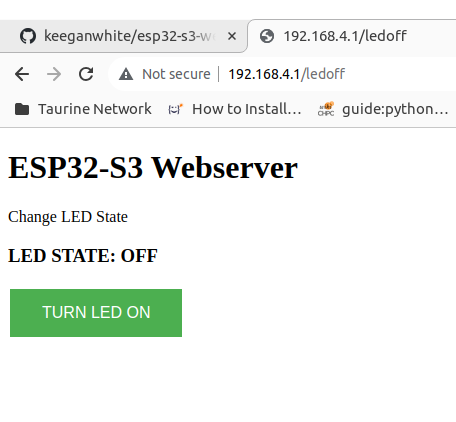 keeganwhite/esp32-s3-w
192.168.4.1/ledoff
Not secure 192.168.4.1/ledoff
Taurine Network How to Install... CHPC guide:python...
ESP32-S3 Webserver
Change LED State
LED STATE: OFF
TURN LED ON